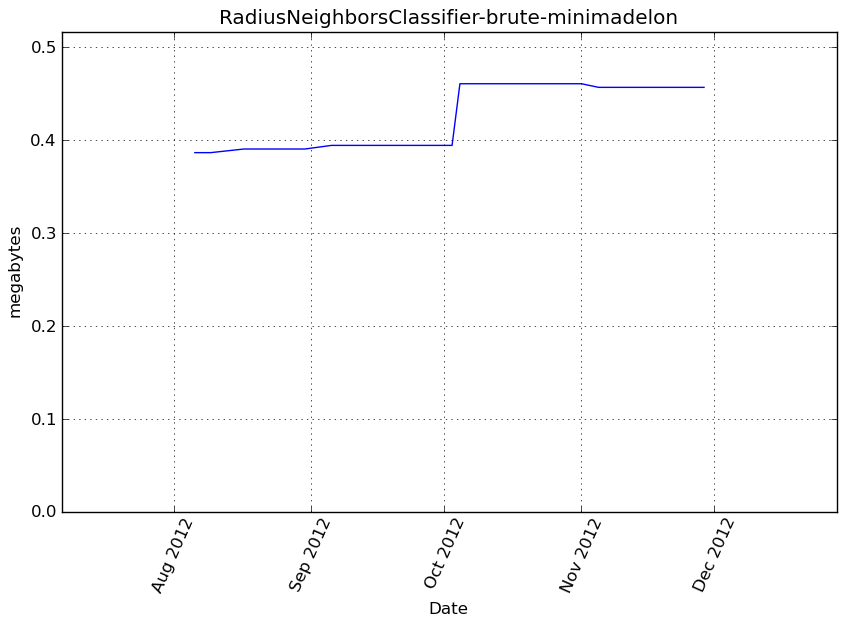 RadiusNeighborsClassifier-brute-minimadelon
0.5
0.4
0.3
0.2
0.1
0.0
megabytes
Aug 2012
Sep 2012
Oct 2012
Nov 2012
Dec 2012
Date